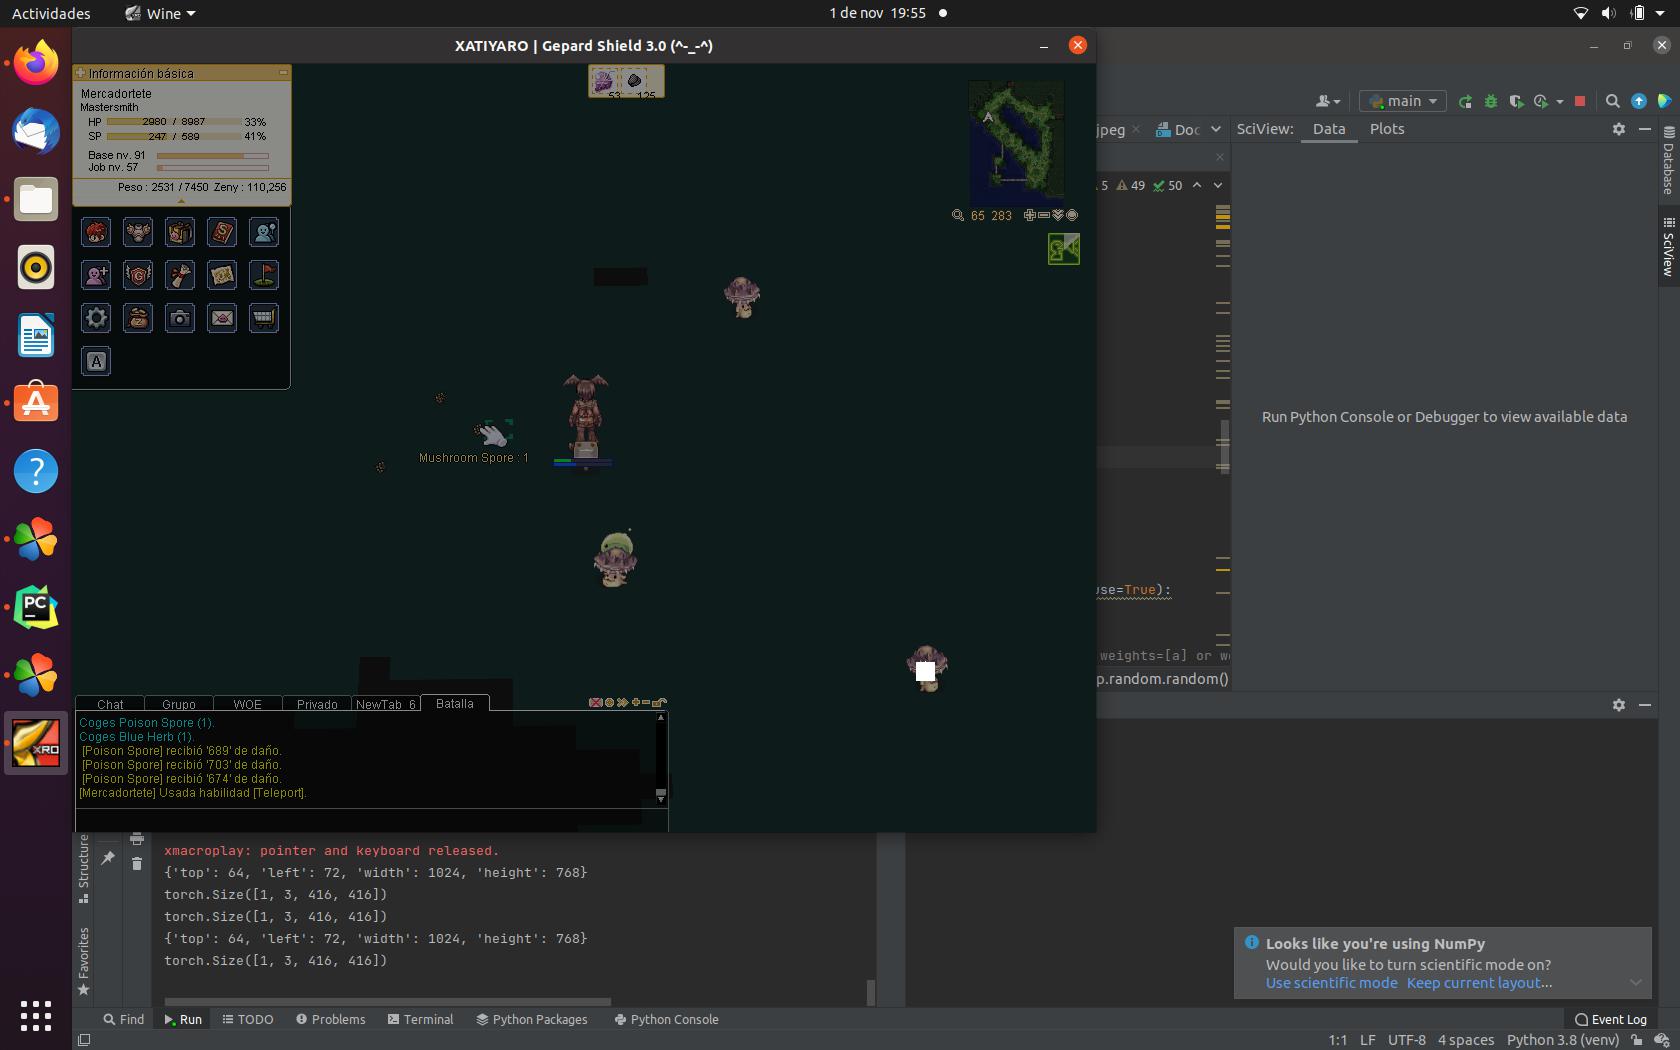 Actividades
Wine
1 de nov 19:55
XATIYARO | Gepard Shield 3.0 (^-_-^)
Información básica
Mercadortete
Mastersmith
HP 2980 / 8987 33%
SP 247 / 589 41%
Base nv. 91
Job nv. 57
Peso : 2531 / 7450 Zeny : 110,256
53 125
65 283
Mushroom Spore : 1
Chat Grupo WOE Privado NewTab 6 Batalla
Coges Poison Spore (1).
Coges Blue Herb (1).
[Poison Spore] recibió '689' de daño.
[Poison Spore] recibió '703' de daño.
[Poison Spore] recibió '674' de daño.
[Mercadortete] Usada habilidad [Teleport].
main
jpeg
Doc
SciView: Data Plots
5 49 50
Run Python Console or Debugger to view available data
Database
SciView
use=True):
weights=[a] or we
p.random.random()
xmacroplay: pointer and keyboard released.
{'top': 64, 'left': 72, 'width': 1024, 'height': 768}
torch.Size([1, 3, 416, 416])
torch.Size([1, 3, 416, 416])
{'top': 64, 'left': 72, 'width': 1024, 'height': 768}
torch.Size([1, 3, 416, 416])
Structure
Favorites
Looks like you're using NumPy
Would you like to turn scientific mode on?
Use scientific mode Keep current layout...
Find Run TODO Problems Terminal Python Packages Python Console
Event Log
1:1 LF UTF-8 4 spaces Python 3.8 (venv)
PC
XRO
A